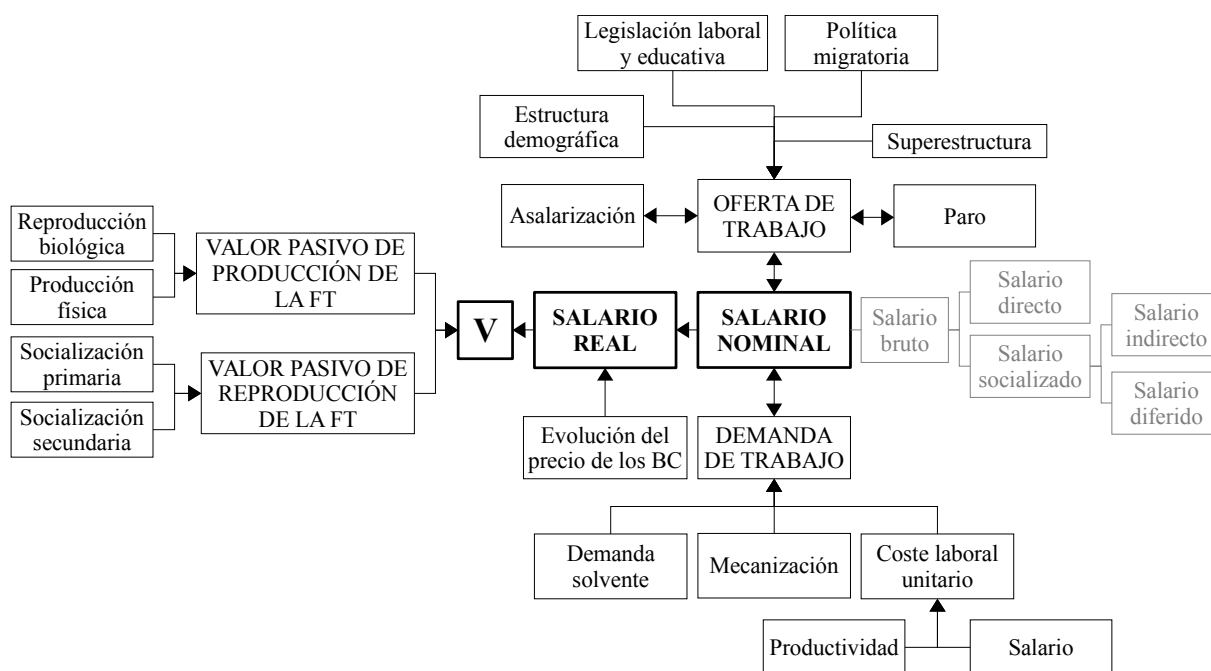 Legislación laboral
y educativa
Política
migratoria
Estructura
demográfica
Superestructura
Asalarización
OFERTA DE
TRABAJO
Paro
Reproducción
biológica
Producción
física
VALOR PASIVO DE
PRODUCCIÓN DE
LA FT
Socialización
primaria
Socialización
secundaria
VALOR PASIVO DE
REPRODUCCIÓN
DE LA FT
V
SALARIO
REAL
SALARIO
NOMINAL
Salario
bruto
Salario
directo
Salario
socializado
Salario
indirecto
Salario
diferido
Evolución del
precio de los BC
DEMANDA
DE TRABAJO
Demanda
solvente
Mecanización
Coste laboral
unitario
Productividad
Salario